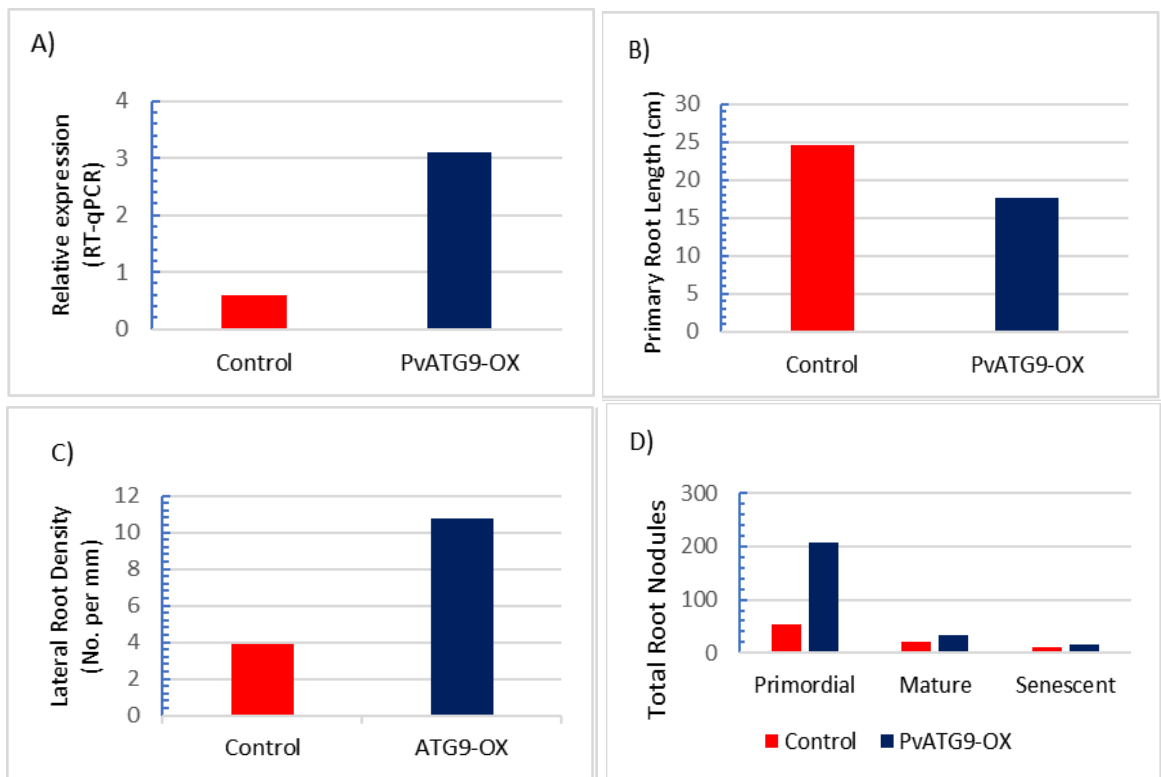 A)
Relative expression
(RT-qPCR)
4
3
2
1
0
Control PvATG9-OX
B)
Primary Root Length (cm)
30
25
20
15
10
5
0
Control PvATG9-OX
C)
Lateral Root Density
(No. per mm)
12
10
8
6
4
2
0
Control ATG9-OX
D)
Total Root Nodules
300
200
100
0
Primordial Mature Senescent
Control PvATG9-OX